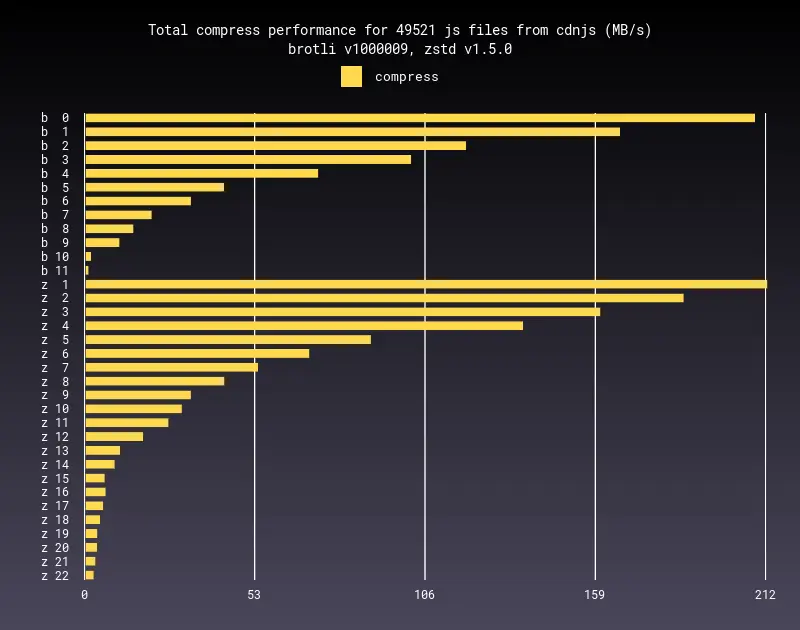 Total compress performance for 49521 js files from cdnjs (MB/s)
brotli v1000009, zstd v1.5.0
compress
b 0
b 1
b 2
b 3
b 4
b 5
b 6
b 7
b 8
b 9
b 10
b 11
z 1
z 2
z 3
z 4
z 5
z 6
z 7
z 8
z 9
z 10
z 11
z 12
z 13
z 14
z 15
z 16
z 17
z 18
z 19
z 20
z 21
z 22
0 53 106 159 212